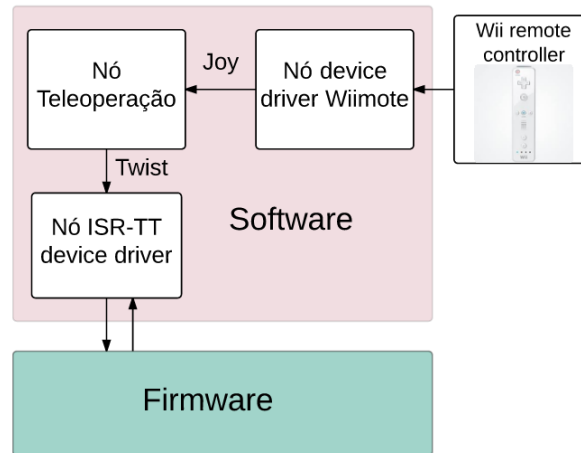 Wii remote
controller
Nó
Teleoperação
Joy
Nó device
driver Wiimote
Twist
Nó ISR-TT
device driver
Software
Firmware